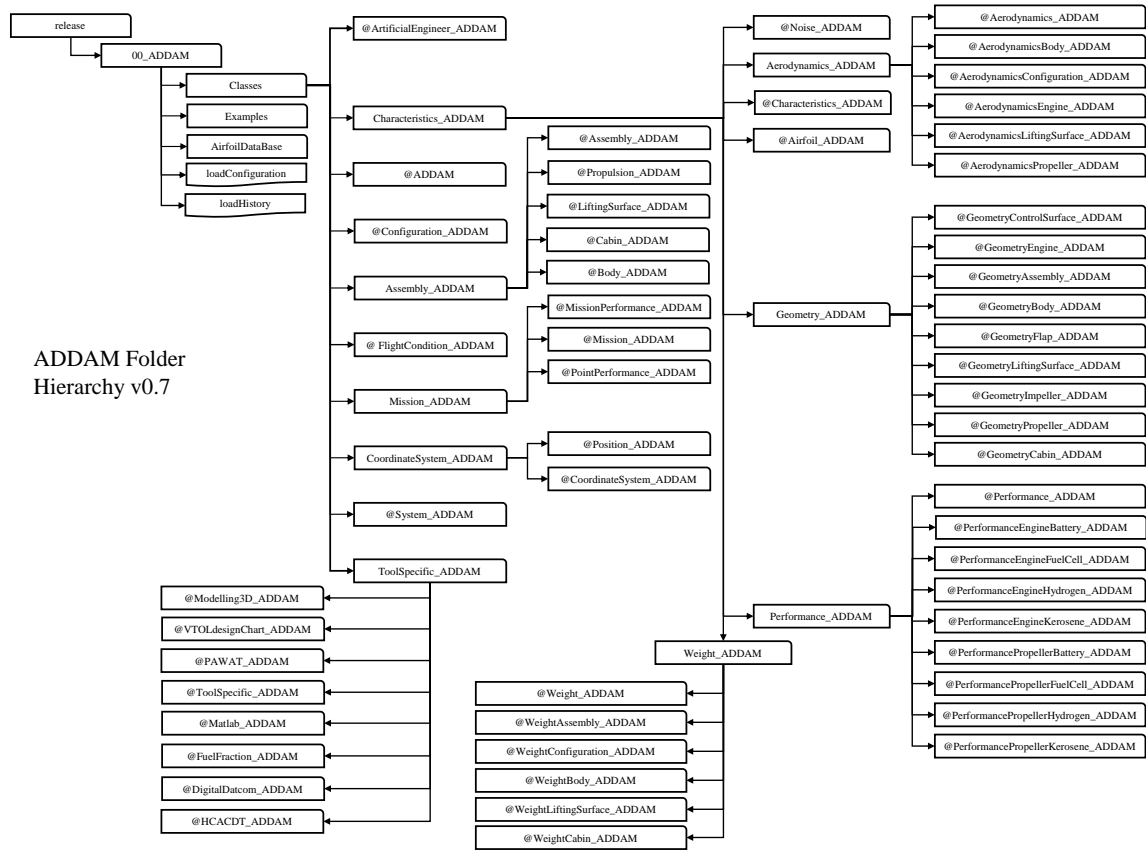 release
00_ADDAM
Classes
Examples
AirfoilDataBase
loadConfiguration
loadHistory
ADDAM Folder
Hierarchy v0.7
@ArtificialEngineer_ADDAM
Characteristics_ADDAM
@ADDAM
@Configuration_ADDAM
Assembly_ADDAM
@ FlightCondition_ADDAM
Mission_ADDAM
CoordinateSystem_ADDAM
@System_ADDAM
ToolSpecific_ADDAM
@Modelling3D_ADDAM
@VTOLdesignChart_ADDAM
@PAWAT_ADDAM
@ToolSpecific_ADDAM
@Matlab_ADDAM
@FuelFraction_ADDAM
@DigitalDatcom_ADDAM
@HCACDT_ADDAM
@Assembly_ADDAM
@Propulsion_ADDAM
@LiftingSurface_ADDAM
@Cabin_ADDAM
@Body_ADDAM
@MissionPerformance_ADDAM
@Mission_ADDAM
@PointPerformance_ADDAM
@Position_ADDAM
@CoordinateSystem_ADDAM
@Noise_ADDAM
Aerodynamics_ADDAM
@Characteristics_ADDAM
@Airfoil_ADDAM
Geometry_ADDAM
Performance_ADDAM
Weight_ADDAM
@Weight_ADDAM
@WeightAssembly_ADDAM
@WeightConfiguration_ADDAM
@WeightBody_ADDAM
@WeightLiftingSurface_ADDAM
@WeightCabin_ADDAM
@Aerodynamics_ADDAM
@AerodynamicsBody_ADDAM
@AerodynamicsConfiguration_ADDAM
@AerodynamicsEngine_ADDAM
@AerodynamicsLiftingSurface_ADDAM
@AerodynamicsPropeller_ADDAM
@GeometryControlSurface_ADDAM
@GeometryEngine_ADDAM
@GeometryAssembly_ADDAM
@GeometryBody_ADDAM
@GeometryFlap_ADDAM
@GeometryLiftingSurface_ADDAM
@GeometryImpeller_ADDAM
@GeometryPropeller_ADDAM
@GeometryCabin_ADDAM
@Performance_ADDAM
@PerformanceEngineBattery_ADDAM
@PerformanceEngineFuelCell_ADDAM
@PerformanceEngineHydrogen_ADDAM
@PerformanceEngineKerosene_ADDAM
@PerformancePropellerBattery_ADDAM
@PerformancePropellerFuelCell_ADDAM
@PerformancePropellerHydrogen_ADDAM
@PerformancePropellerKerosene_ADDAM